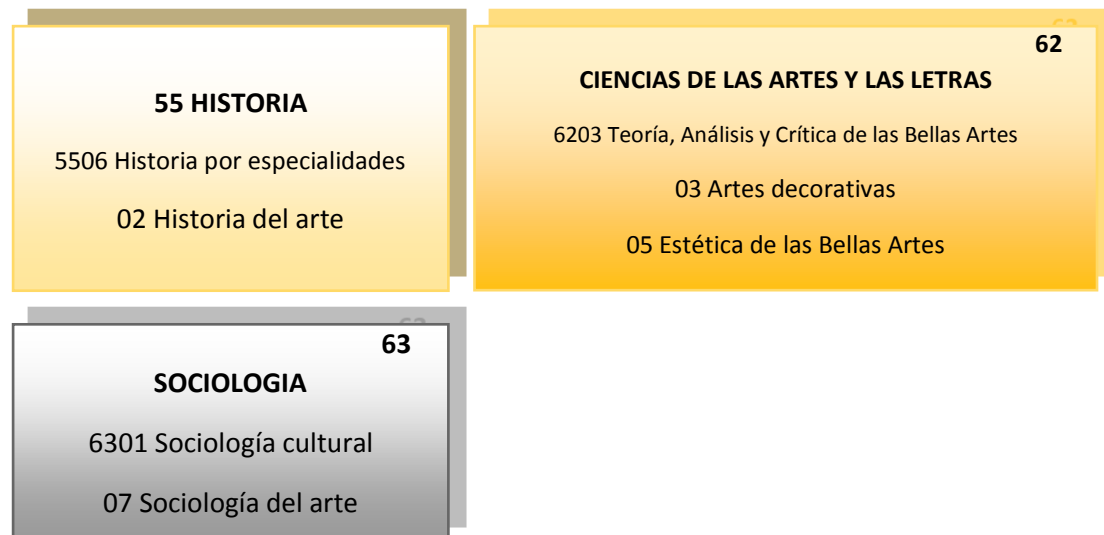 55 HISTORIA
5506 Historia por especialidades
02 Historia del arte
62
CIENCIAS DE LAS ARTES Y LAS LETRAS
6203 Teoría, Análisis y Crítica de las Bellas Artes
03 Artes decorativas
05 Estética de las Bellas Artes
63
SOCIOLOGIA
6301 Sociología cultural
07 Sociología del arte